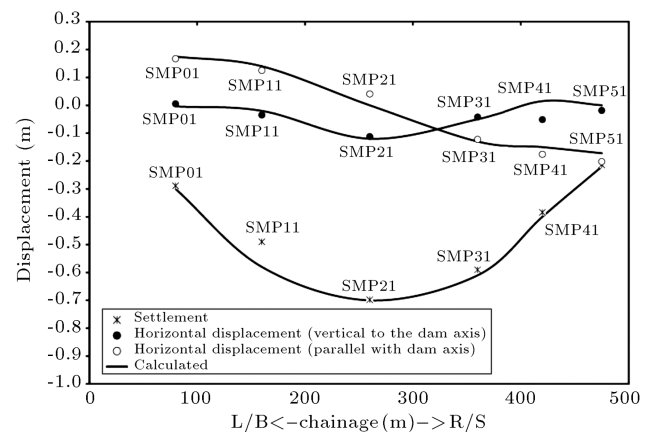 0.3
0.2
0.1
0.0
-0.1
-0.2
-0.3
-0.4
-0.5
-0.6
-0.7
-0.8
-0.9
-1.0
Displacement (m)
SMP01
SMP11
SMP21
SMP31
SMP41
SMP51
SMP01
SMP11
SMP21
SMP31
SMP41
SMP51
SMP01
SMP11
SMP21
SMP31
SMP41
Settlement
Horizontal displacement (vertical to the dam axis)
Horizontal displacement (parallel with dam axis)
Calculated
0 100 200 300 400 500
L/B<-chainage (m)->R/S